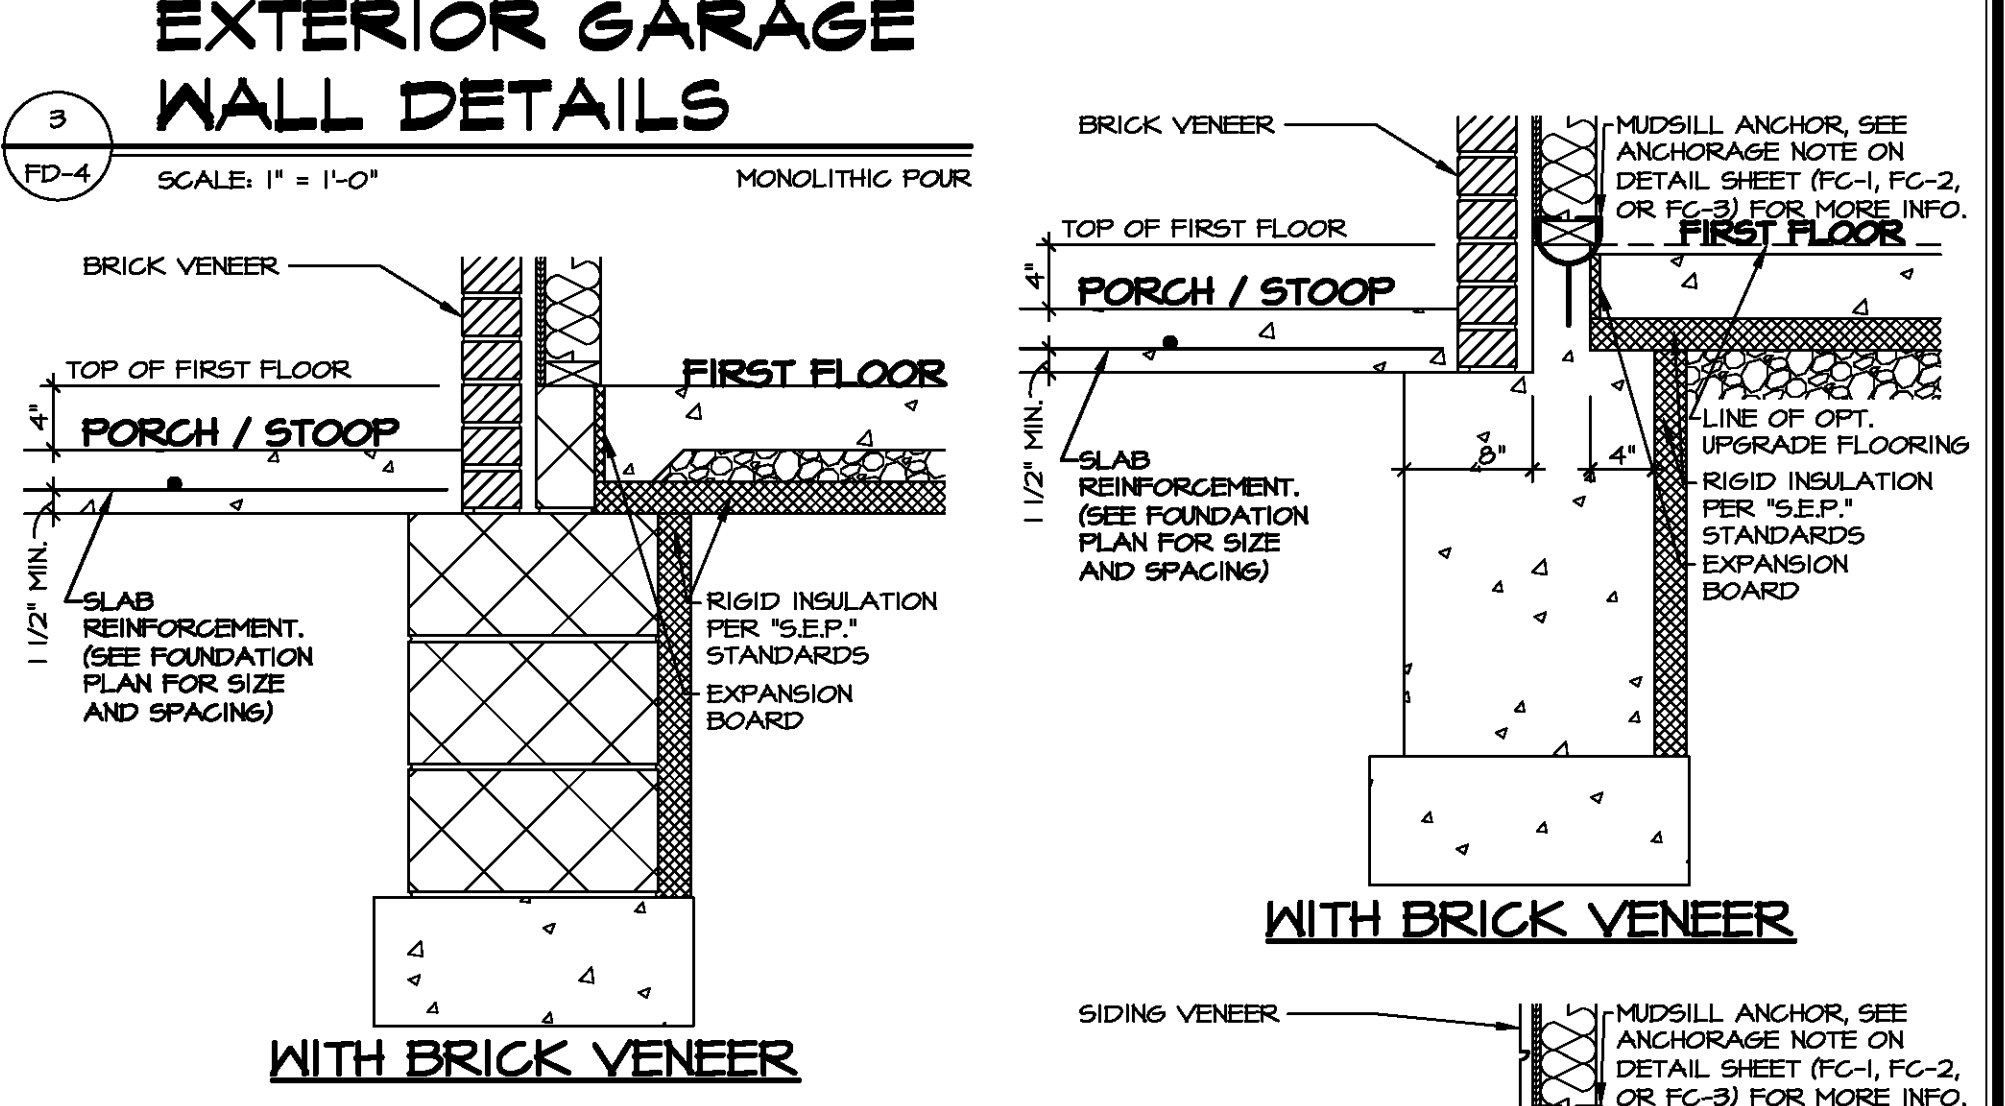 EXTERIOR GARAGE
WALL DETAILS
3
FD-4
SCALE: 1" = 1'-0"
MONOLITHIC POUR
BRICK VENEER
TOP OF FIRST FLOOR
FIRST FLOOR
4"
PORCH / STOOP
1 1/2" MIN.
SLAB
REINFORCEMENT.
(SEE FOUNDATION
PLAN FOR SIZE
AND SPACING)
RIGID INSULATION
PER "S.E.P."
STANDARDS
EXPANSION
BOARD
WITH BRICK VENEER
BRICK VENEER
MUDSILL ANCHOR, SEE
ANCHORAGE NOTE ON
DETAIL SHEET (FC-1, FC-2,
OR FC-3) FOR MORE INFO.
TOP OF FIRST FLOOR
FIRST FLOOR
4"
PORCH / STOOP
1 1/2" MIN.
SLAB
REINFORCEMENT.
(SEE FOUNDATION
PLAN FOR SIZE
AND SPACING)
8"
4"
LINE OF OPT.
UPGRADE FLOORING
RIGID INSULATION
PER "S.E.P."
STANDARDS
EXPANSION
BOARD
WITH BRICK VENEER
SIDING VENEER
MUDSILL ANCHOR, SEE
ANCHORAGE NOTE ON
DETAIL SHEET (FC-1, FC-2,
OR FC-3) FOR MORE INFO.